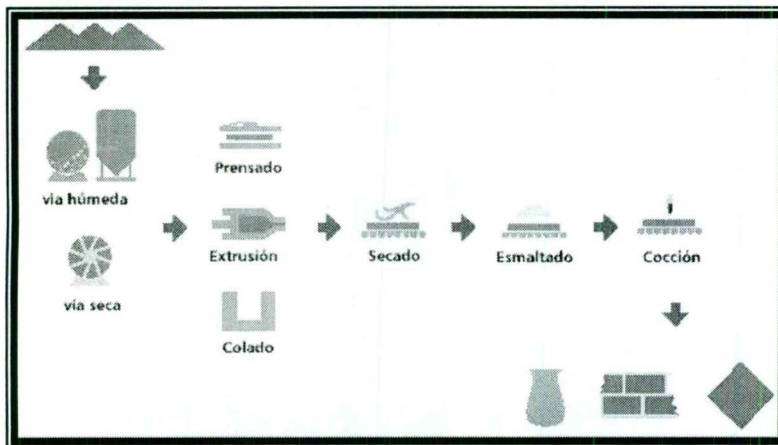 vía húmeda
vía seca
Prensado
Extrusión
Colado
Secado
Esmaltado
Cocción